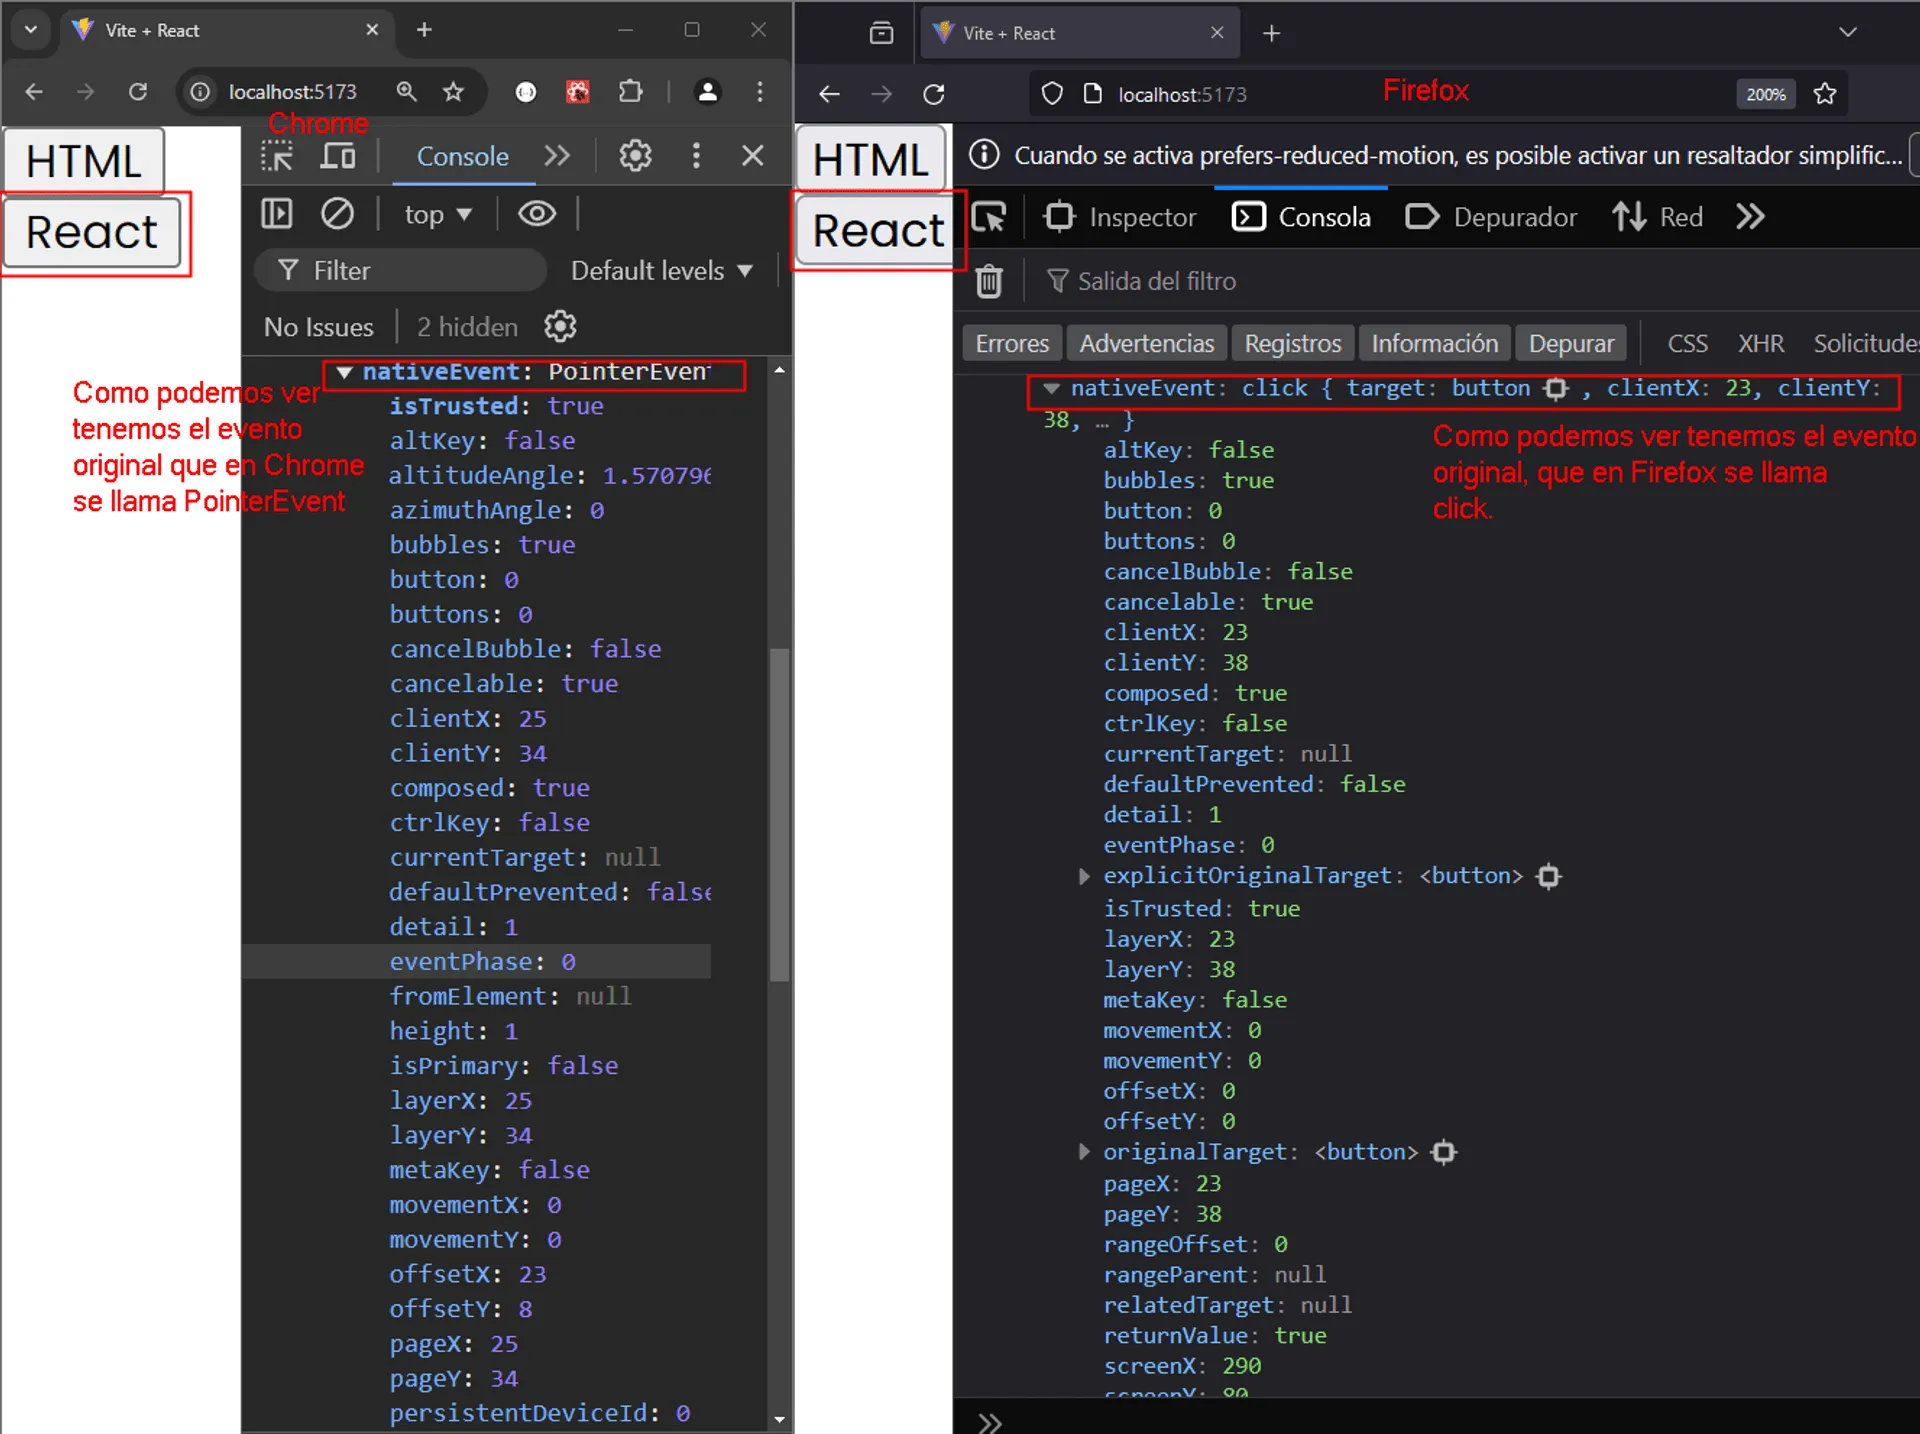 Vite + React
localhost:5173
Chrome
HTML
React
Console
top
Filter
Default levels
No Issues
2 hidden
Como podemos ver
tenemos el evento
original que en Chrome
se llama PointerEvent
nativeEvent: PointerEven
isTrusted: true
altKey: false
altitudeAngle: 1.570796
azimuthAngle: 0
bubbles: true
button: 0
buttons: 0
cancelBubble: false
cancelable: true
clientX: 25
clientY: 34
composed: true
ctrlKey: false
currentTarget: null
defaultPrevented: false
detail: 1
eventPhase: 0
fromElement: null
height: 1
isPrimary: false
layerX: 25
layerY: 34
metaKey: false
movementX: 0
movementY: 0
offsetX: 23
offsetY: 8
pageX: 25
pageY: 34
persistentDeviceId: 0
Vite + React
localhost:5173
Firefox
200%
HTML
React
Cuando se activa prefers-reduced-motion, es posible activar un resaltador simplific...
Inspector
Consola
Depurador
Red
Salida del filtro
Errores
Advertencias
Registros
Información
Depurar
CSS
XHR
Solicitudes
nativeEvent: click { target: button , clientX: 23, clientY:
38, … }
Como podemos ver tenemos el evento
original, que en Firefox se llama
click.
altKey: false
bubbles: true
button: 0
buttons: 0
cancelBubble: false
cancelable: true
clientX: 23
clientY: 38
composed: true
ctrlKey: false
currentTarget: null
defaultPrevented: false
detail: 1
eventPhase: 0
explicitOriginalTarget: <button>
isTrusted: true
layerX: 23
layerY: 38
metaKey: false
movementX: 0
movementY: 0
offsetX: 0
offsetY: 0
originalTarget: <button>
pageX: 23
pageY: 38
rangeOffset: 0
rangeParent: null
relatedTarget: null
returnValue: true
screenX: 290
screenY: 80